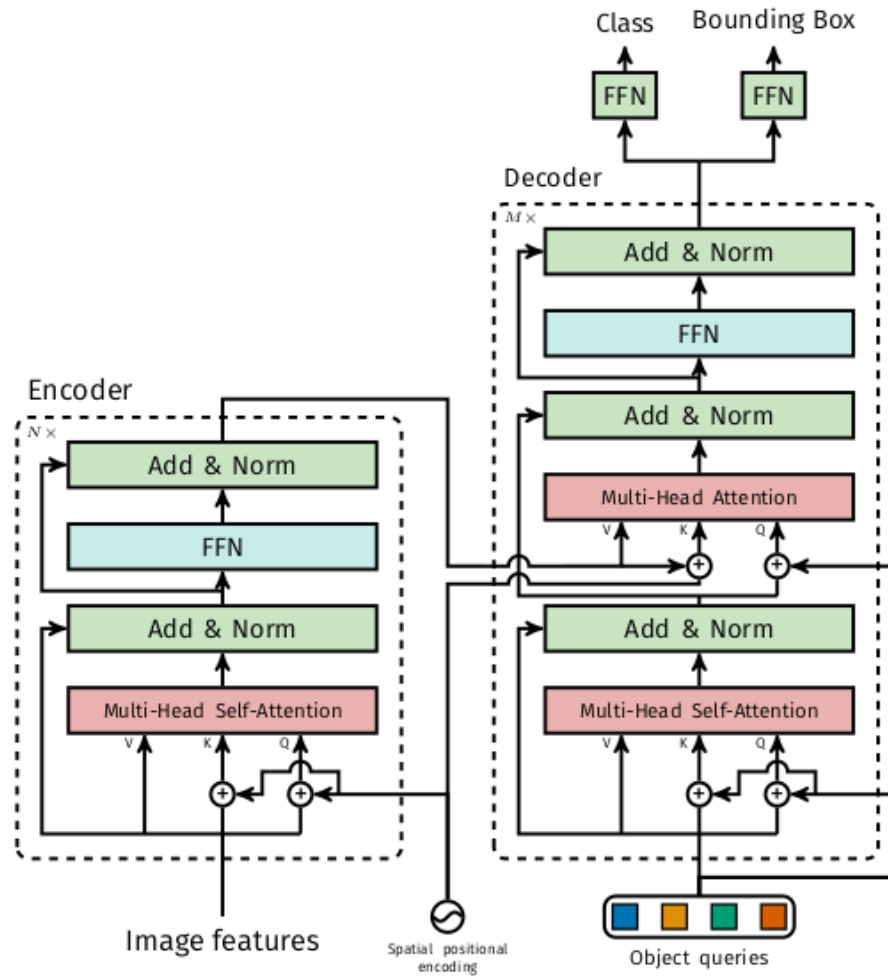 Class
Bounding Box
FFN
FFN
Decoder
M×
Add & Norm
FFN
Add & Norm
Multi-Head Attention
V
K
Q
+
+
Add & Norm
Multi-Head Self-Attention
V
K
Q
+
+
Object queries
Encoder
N×
Add & Norm
FFN
Add & Norm
Multi-Head Self-Attention
V
K
Q
+
+
Image features
Spatial positional
encoding